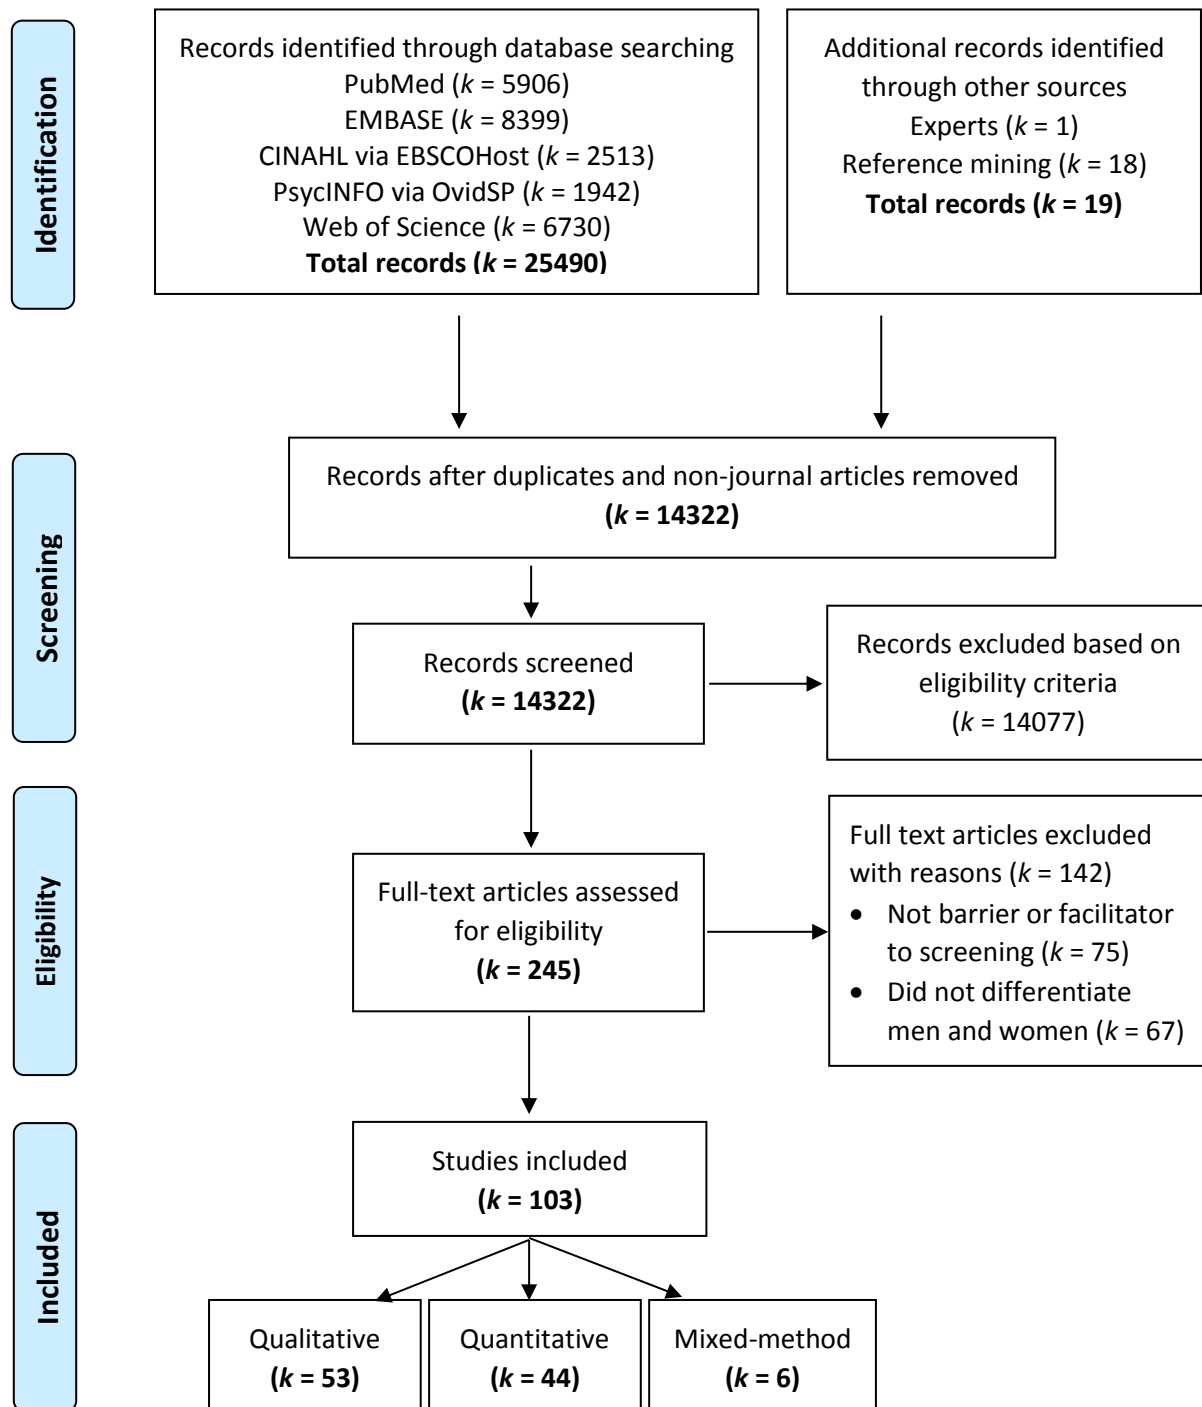 Identification
Records identified through database searching
PubMed (k = 5906)
EMBASE (k = 8399)
CINAHL via EBSCOHost (k = 2513)
PsycINFO via OvidSP (k = 1942)
Web of Science (k = 6730)
Total records (k = 25490)
Additional records identified
through other sources
Experts (k = 1)
Reference mining (k = 18)
Total records (k = 19)
Screening
Records after duplicates and non-journal articles removed
(k = 14322)
Records screened
(k = 14322)
Records excluded based on
eligibility criteria
(k = 14077)
Eligibility
Full-text articles assessed
for eligibility
(k = 245)
Full text articles excluded
with reasons (k = 142)
• Not barrier or facilitator
to screening (k = 75)
• Did not differentiate
men and women (k = 67)
Included
Studies included
(k = 103)
Qualitative
(k = 53)
Quantitative
(k = 44)
Mixed-method
(k = 6)